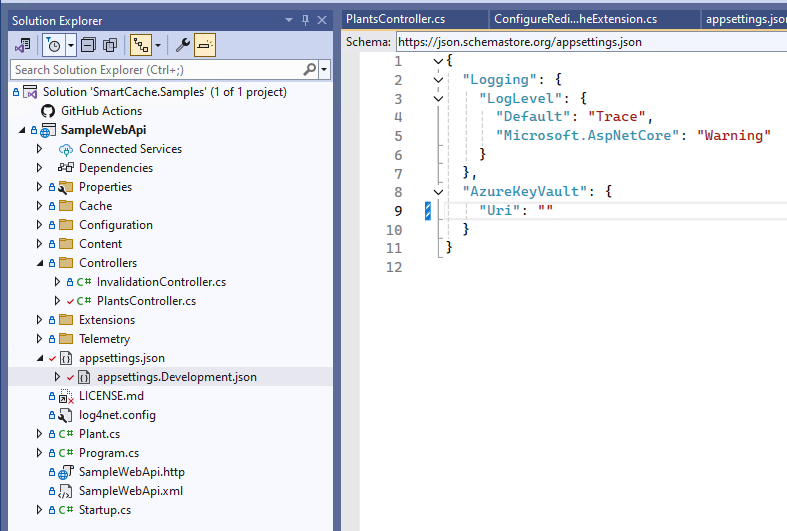 Solution Explorer
Search Solution Explorer (Ctrl+;)
Solution 'SmartCache.Samples' (1 of 1 project)
GitHub Actions
SampleWebApi
Connected Services
Dependencies
Properties
Cache
Configuration
Content
Controllers
C# InvalidationController.cs
C# PlantsController.cs
Extensions
Telemetry
appsettings.json
appsettings.Development.json
LICENSE.md
log4net.config
C# Plant.cs
C# Program.cs
SampleWebApi.http
SampleWebApi.xml
C# Startup.cs
PlantsController.cs ConfigureRedi...heExtension.cs appsettings.json
Schema: https://json.schemastore.org/appsettings.json
1 {
2 "Logging": {
3 "LogLevel": {
4 "Default": "Trace",
5 "Microsoft.AspNetCore": "Warning"
6 }
7 },
8 "AzureKeyVault": {
9 "Uri": ""
10 }
11 }
12